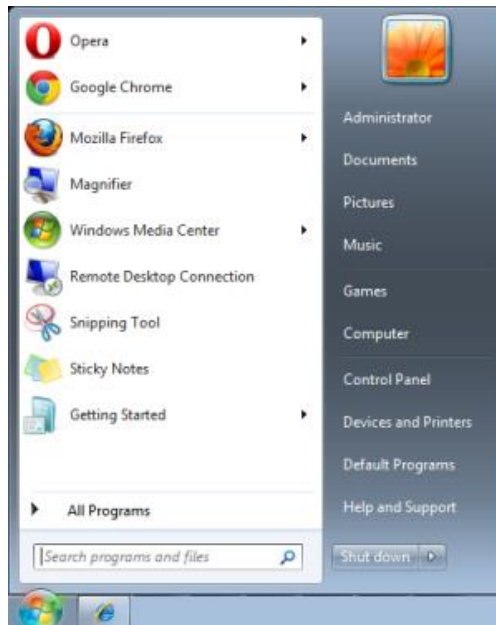 Opera
Google Chrome
Mozilla Firefox
Magnifier
Windows Media Center
Remote Desktop Connection
Snipping Tool
Sticky Notes
Getting Started
All Programs
Search programs and files
Administrator
Documents
Pictures
Music
Games
Computer
Control Panel
Devices and Printers
Default Programs
Help and Support
Shut down